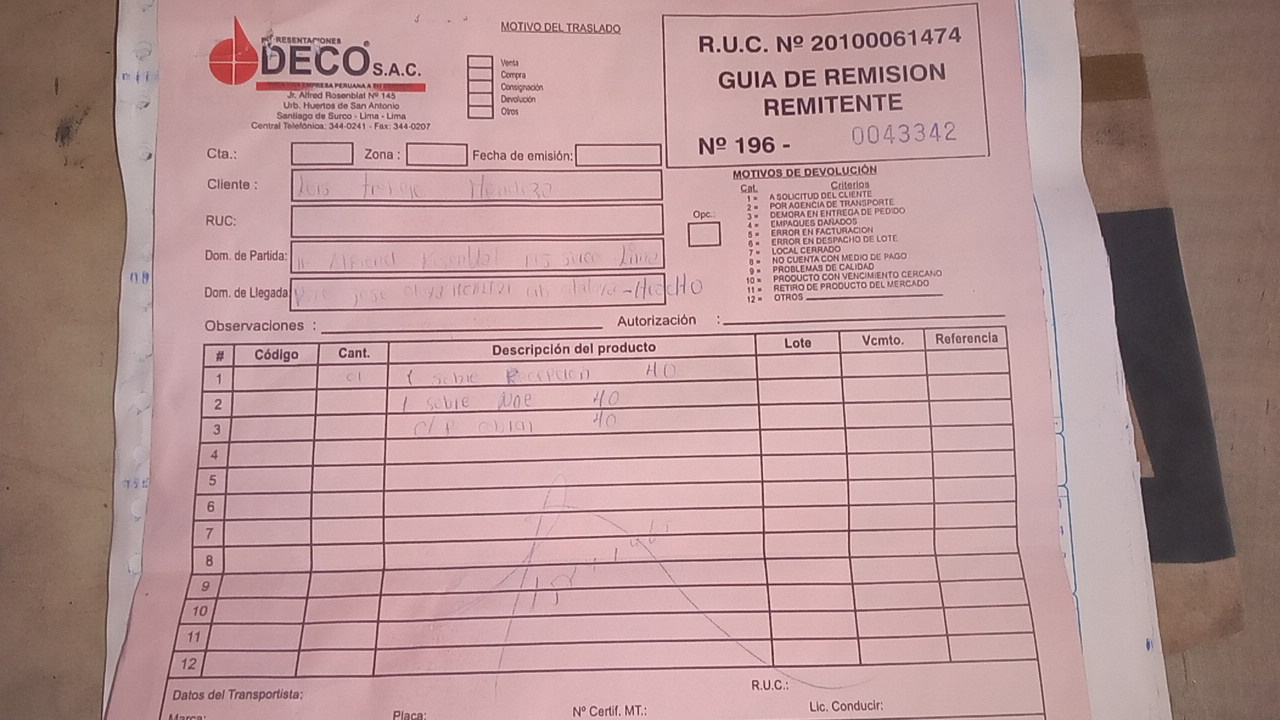 REPRESENTACIONES
DECO S.A.C.
Jr. Alfred Rosenblat Nº 145
Urb. Huertos de San Antonio
Santiago de Surco - Lima - Lima
Central Telefónica: 344-0241 - Fax: 344-0207
MOTIVO DEL TRASLADO
Venta
Compra
Consignación
Devolución
Otros
R.U.C. Nº 20100061474
GUIA DE REMISION
REMITENTE
Nº 196 - 0043342
Cta.: Zona : Fecha de emisión:
Cliente :
RUC:
Dom. de Partida: Surco Lima
Dom. de Llegada:
Opc.:
MOTIVOS DE DEVOLUCIÓN
Cat. Criterios
1 = A SOLICITUD DEL CLIENTE
2 = POR AGENCIA DE TRANSPORTE
3 = DEMORA EN ENTREGA DE PEDIDO
4 = EMPAQUES DAÑADOS
5 = ERROR EN FACTURACION
6 = ERROR EN DESPACHO DE LOTE
7 = LOCAL CERRADO
8 = NO CUENTA CON MEDIO DE PAGO
9 = PROBLEMAS DE CALIDAD
10 = PRODUCTO CON VENCIMIENTO CERCANO
11 = RETIRO DE PRODUCTO DEL MERCADO
12 = OTROS
Observaciones : Autorización :
# Código Cant. Descripción del producto Lote Vcmto. Referencia
1 01 1 sobre Recepcion 40
2 1 sobre 40
3 40
4
5
6
7
8
9
10
11
12
Datos del Transportista: R.U.C.:
Marca: Placa: Nº Certif. MT.: Lic. Conducir: